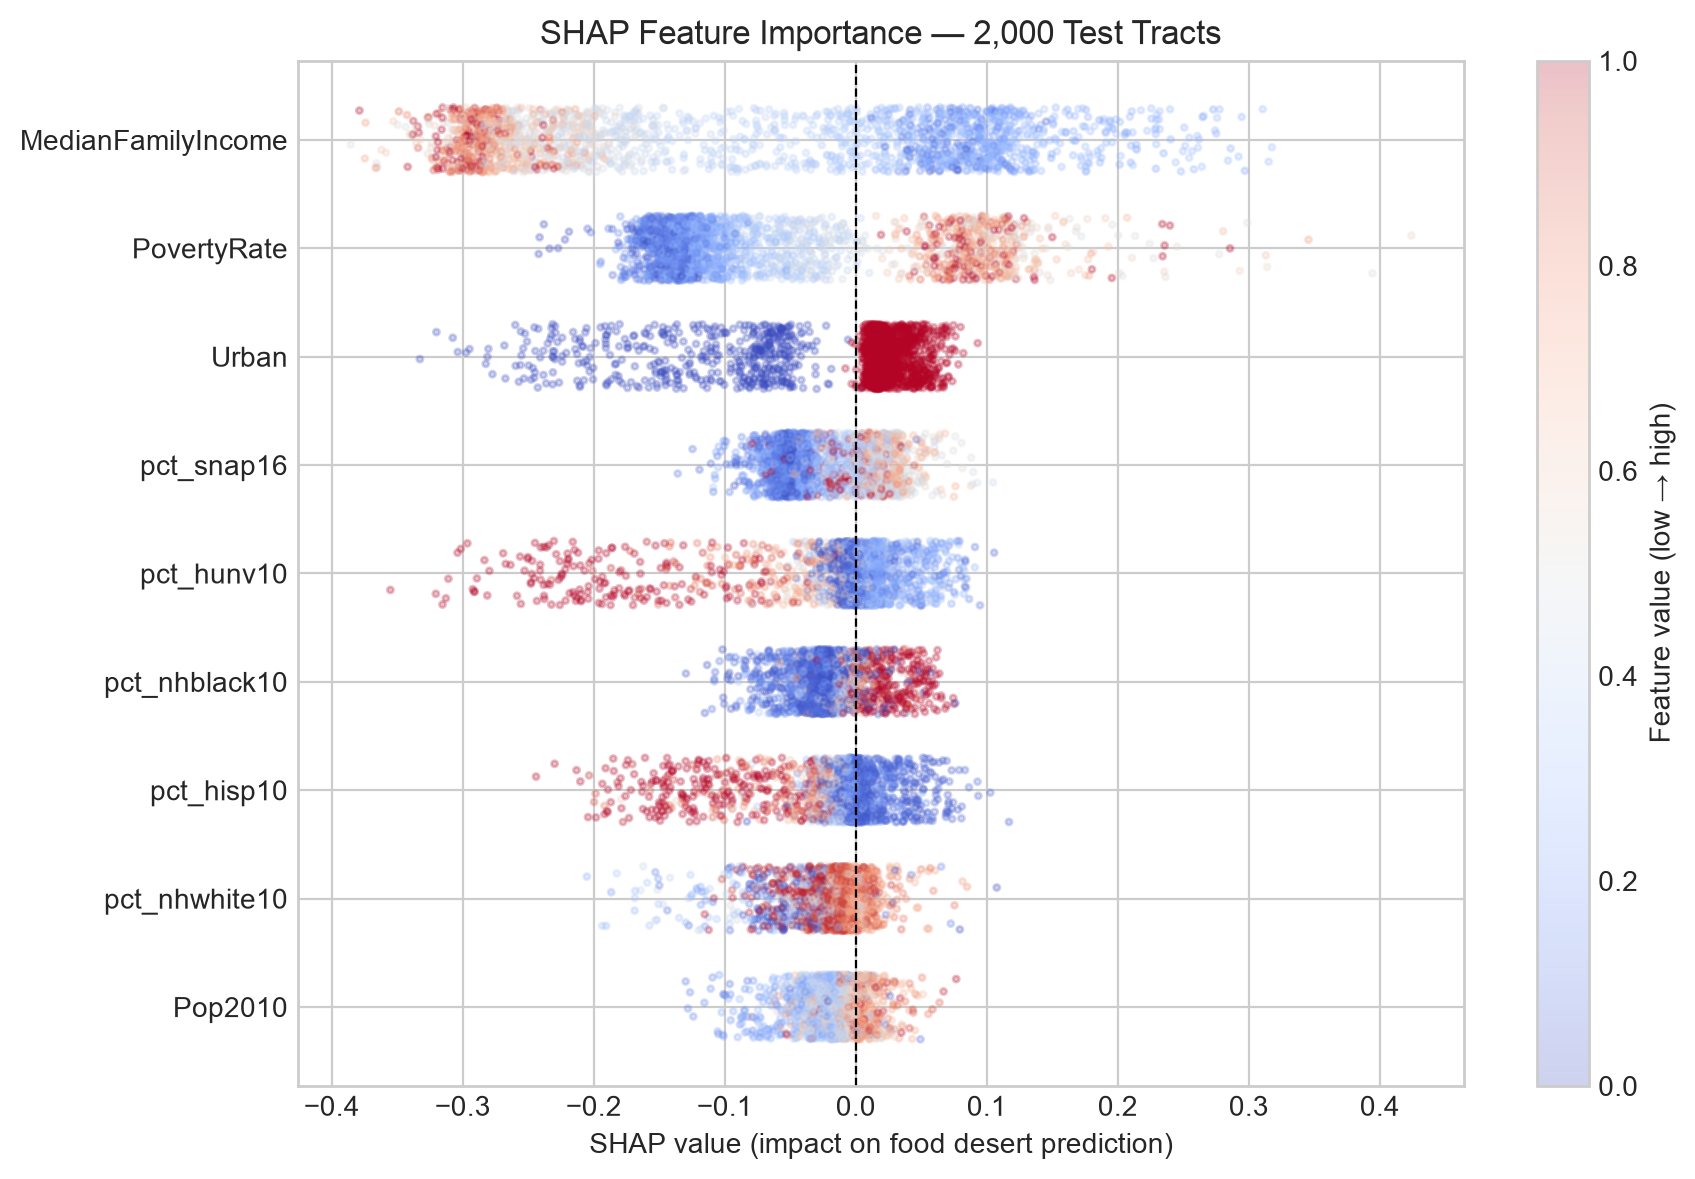 SHAP Feature Importance — 2,000 Test Tracts
MedianFamilyIncome
PovertyRate
Urban
pct_snap16
pct_hunv10
pct_nhblack10
pct_hisp10
pct_nhwhite10
Pop2010
−0.4 −0.3 −0.2 −0.1 0.0 0.1 0.2 0.3 0.4
SHAP value (impact on food desert prediction)
1.0
0.8
0.6
0.4
0.2
0.0
Feature value (low → high)